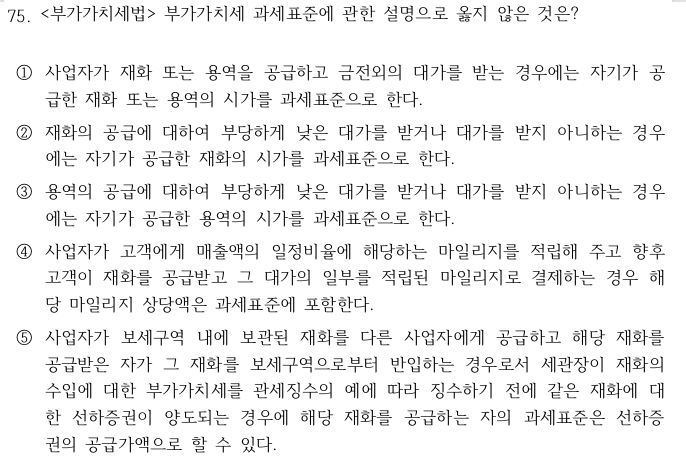 75. <부가가치세법> 부가가치세 과세표준에 관한 설명으로 옳지 않은 것은?
① 사업자가 재화 또는 용역을 공급하고 금전외의 대가를 받는 경우에는 자기가 공
급한 재화 또는 용역의 시가를 과세표준으로 한다.
② 재화의 공급에 대하여 부당하게 낮은 대가를 받거나 대가를 받지 아니하는 경우
에는 자기가 공급한 재화의 시가를 과세표준으로 한다.
③ 용역의 공급에 대하여 부당하게 낮은 대가를 받거나 대가를 받지 아니하는 경우
에는 자기가 공급한 용역의 시가를 과세표준으로 한다.
④ 사업자가 고객에게 매출액의 일정비율에 해당하는 마일리지를 적립해 주고 향후
고객이 재화를 공급받고 그 대가의 일부를 적립된 마일리지로 결제하는 경우 해
당 마일리지 상당액은 과세표준에 포함한다.
⑤ 사업자가 보세구역 내에 보관된 재화를 다른 사업자에게 공급하고 해당 재화를
공급받은 자가 그 재화를 보세구역으로부터 반입하는 경우로서 세관장이 재화의
수입에 대한 부가가치세를 관세징수의 예에 따라 징수하기 전에 같은 재화에 대
한 선하증권이 양도되는 경우에 해당 재화를 공급하는 자의 과세표준은 선하증
권의 공급가액으로 할 수 있다.